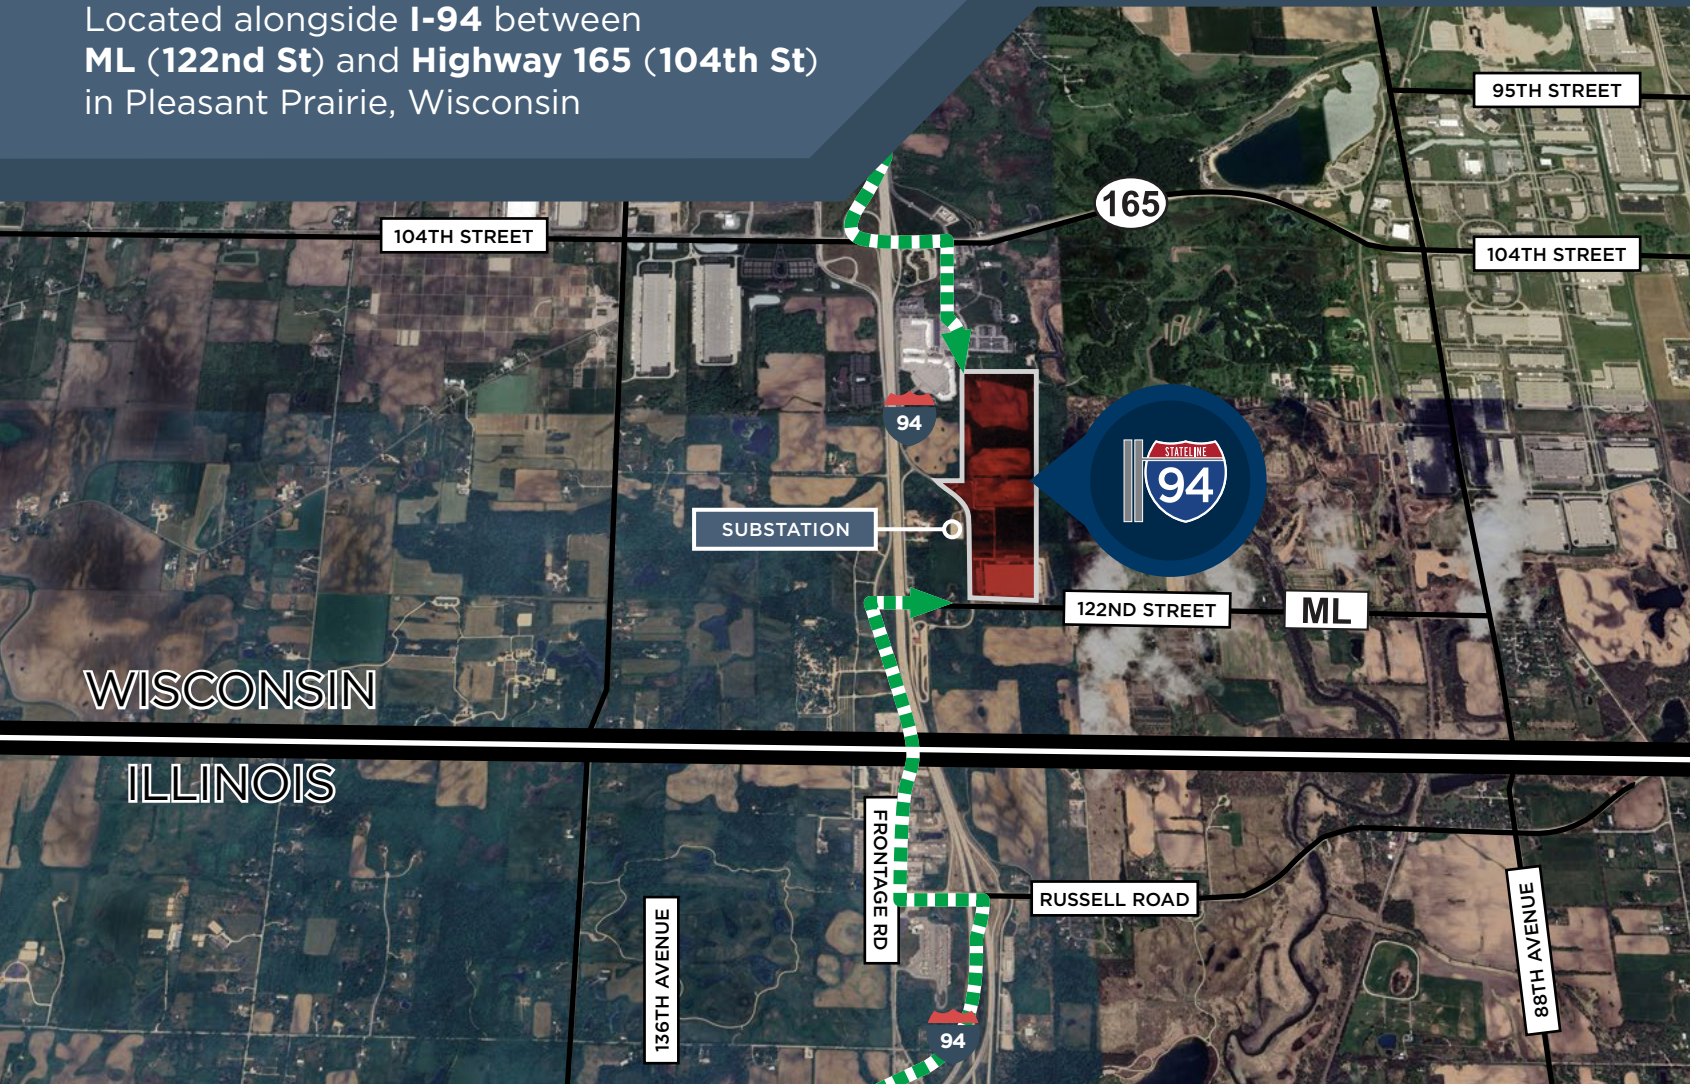 Located alongside I-94 between
ML (122nd St) and Highway 165 (104th St)
in Pleasant Prairie, Wisconsin
95TH STREET
165
104TH STREET
104TH STREET
94
STATELINE
94
SUBSTATION
122ND STREET
ML
WISCONSIN
ILLINOIS
FRONTAGE RD
RUSSELL ROAD
136TH AVENUE
88TH AVENUE
94